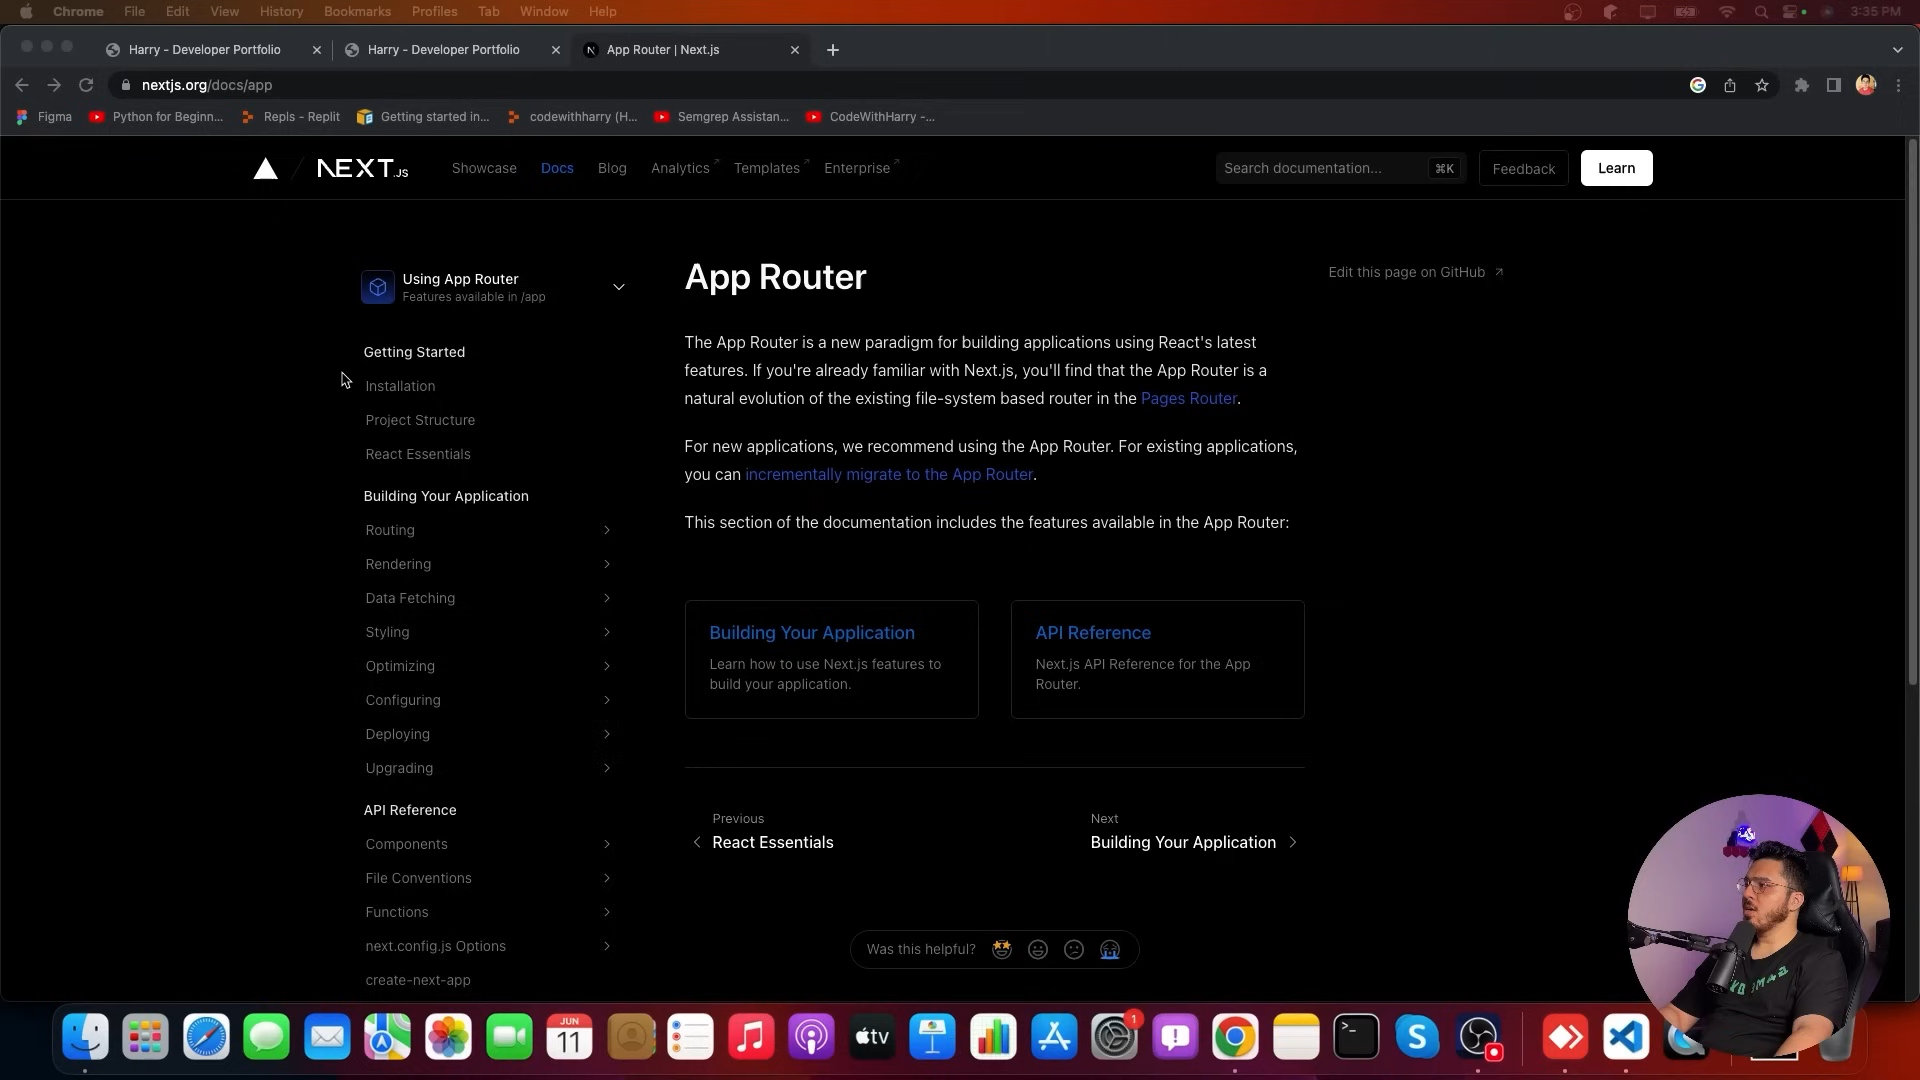 Chrome File Edit View History Bookmarks Profiles Tab Window Help 3:35 PM
Harry - Developer Portfolio Harry - Developer Portfolio App Router | Next.js
nextjs.org/docs/app
Figma Python for Beginn... Repls - Replit Getting started in... codewithharry (H... Semgrep Assistan... CodeWithHarry -...
NEXT.JS Showcase Docs Blog Analytics Templates Enterprise Search documentation... ⌘K Feedback Learn
Using App Router
Features available in /app
Getting Started
Installation
Project Structure
React Essentials
Building Your Application
Routing
Rendering
Data Fetching
Styling
Optimizing
Configuring
Deploying
Upgrading
API Reference
Components
File Conventions
Functions
next.config.js Options
create-next-app
App Router
The App Router is a new paradigm for building applications using React's latest
features. If you're already familiar with Next.js, you'll find that the App Router is a
natural evolution of the existing file-system based router in the Pages Router.
For new applications, we recommend using the App Router. For existing applications,
you can incrementally migrate to the App Router.
This section of the documentation includes the features available in the App Router:
Building Your Application
Learn how to use Next.js features to
build your application.
API Reference
Next.js API Reference for the App
Router.
Previous
React Essentials
Next
Building Your Application
Was this helpful?
Edit this page on GitHub
JUN
11
tv
1